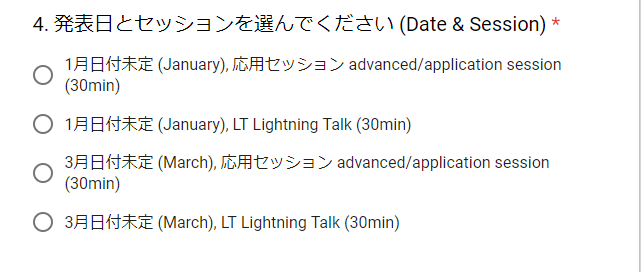 4. 発表日とセッションを選んでください (Date & Session) *
1月日付未定 (January), 応用セッション advanced/application session
(30min)
1月日付未定 (January), LT Lightning Talk (30min)
3月日付未定 (March), 応用セッション advanced/application session
(30min)
3月日付未定 (March), LT Lightning Talk (30min)